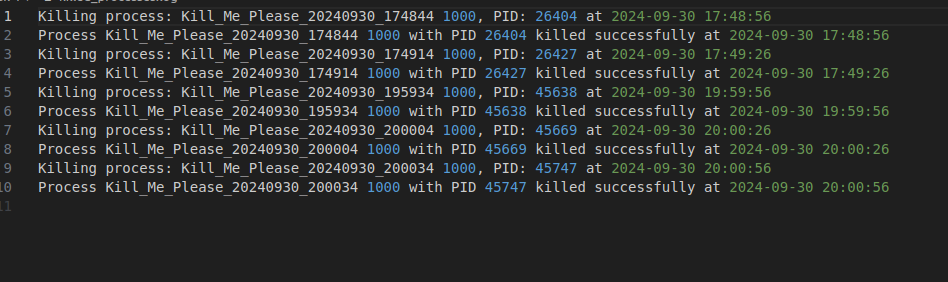 1 Killing process: Kill_Me_Please_20240930_174844 1000, PID: 26404 at 2024-09-30 17:48:56
2 Process Kill_Me_Please_20240930_174844 1000 with PID 26404 killed successfully at 2024-09-30 17:48:56
3 Killing process: Kill_Me_Please_20240930_174914 1000, PID: 26427 at 2024-09-30 17:49:26
4 Process Kill_Me_Please_20240930_174914 1000 with PID 26427 killed successfully at 2024-09-30 17:49:26
5 Killing process: Kill_Me_Please_20240930_195934 1000, PID: 45638 at 2024-09-30 19:59:56
6 Process Kill_Me_Please_20240930_195934 1000 with PID 45638 killed successfully at 2024-09-30 19:59:56
7 Killing process: Kill_Me_Please_20240930_200004 1000, PID: 45669 at 2024-09-30 20:00:26
8 Process Kill_Me_Please_20240930_200004 1000 with PID 45669 killed successfully at 2024-09-30 20:00:26
9 Killing process: Kill_Me_Please_20240930_200034 1000, PID: 45747 at 2024-09-30 20:00:56
10 Process Kill_Me_Please_20240930_200034 1000 with PID 45747 killed successfully at 2024-09-30 20:00:56
11